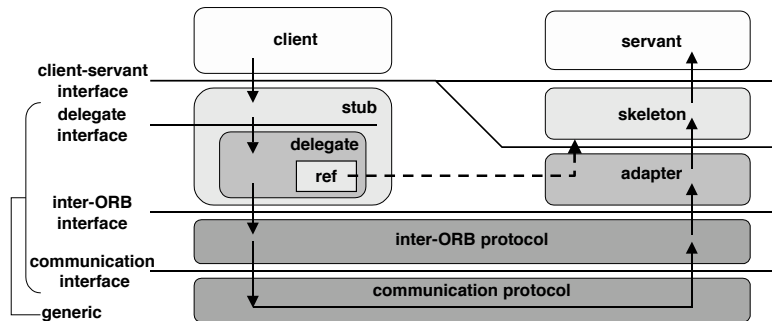 client
servant
client-servant
interface
stub
skeleton
delegate
interface
delegate
ref
adapter
inter-ORB
interface
inter-ORB protocol
communication
interface
communication protocol
generic